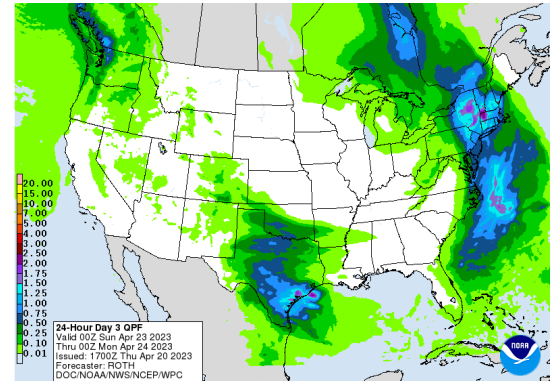 20.00
15.00
10.00
7.00
5.00
4.00
3.00
2.50
2.00
1.75
1.50
1.25
1.00
0.75
0.50
0.25
0.10
0.01
24-Hour Day 3 QPF
Valid 00Z Sun Apr 23 2023
Thru 00Z Mon Apr 24 2023
Issued: 1700Z Thu Apr 20 2023
Forecaster: ROTH
DOC/NOAA/NWS/NCEP/WPC
NOAA